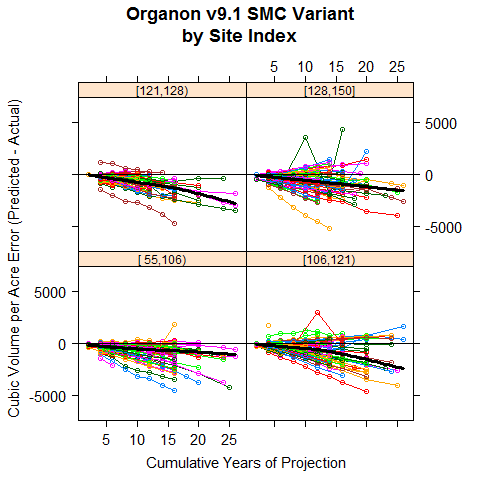 Organon v9.1 SMC Variant
by Site Index
5 10 15 20 25
[121,128) [128,150]
5000
0
-5000
[ 55,106) [106,121)
5000
0
-5000
5 10 15 20 25
Cubic Volume per Acre Error (Predicted - Actual)
Cumulative Years of Projection